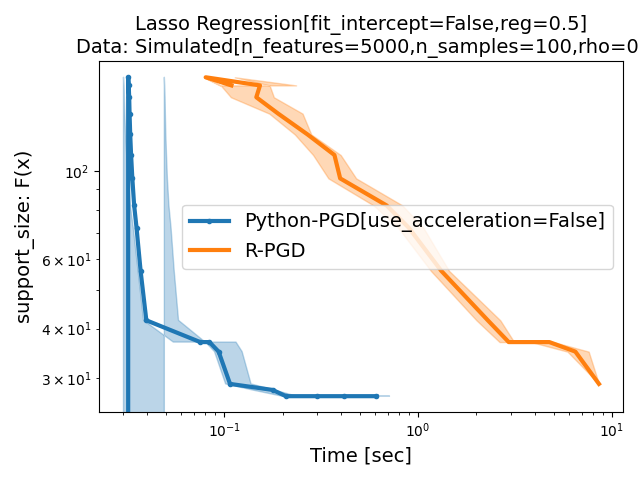 Lasso Regression[fit_intercept=False,reg=0.5]
Data: Simulated[n_features=5000,n_samples=100,rho=0
support_size: F(x)
10²
6 × 10¹
4 × 10¹
3 × 10¹
Python-PGD[use_acceleration=False]
R-PGD
10⁻¹
10⁰
10¹
Time [sec]